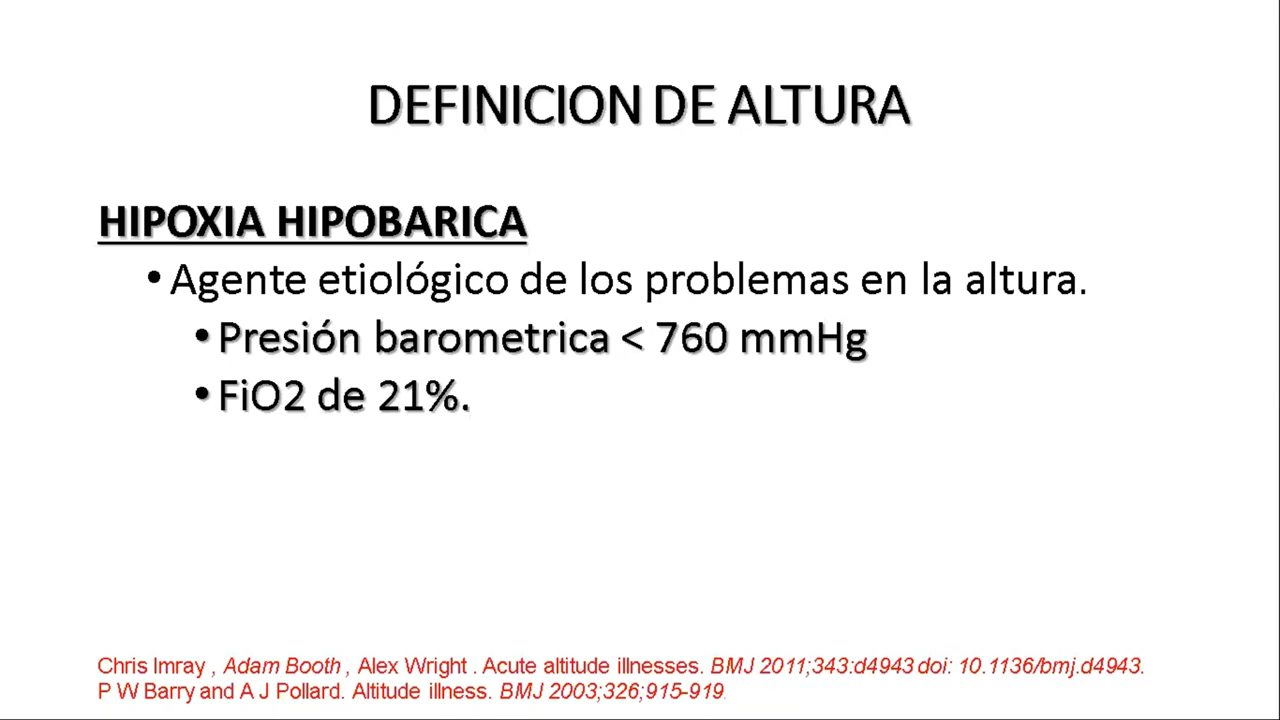 DEFINICION DE ALTURA
HIPOXIA HIPOBARICA
• Agente etiológico de los problemas en la altura.
• Presión barometrica < 760 mmHg
• FiO2 de 21%.
Chris Imray , Adam Booth , Alex Wright . Acute altitude illnesses. BMJ 2011;343:d4943 doi: 10.1136/bmj.d4943.
P W Barry and A J Pollard. Altitude illness. BMJ 2003;326;915-919.